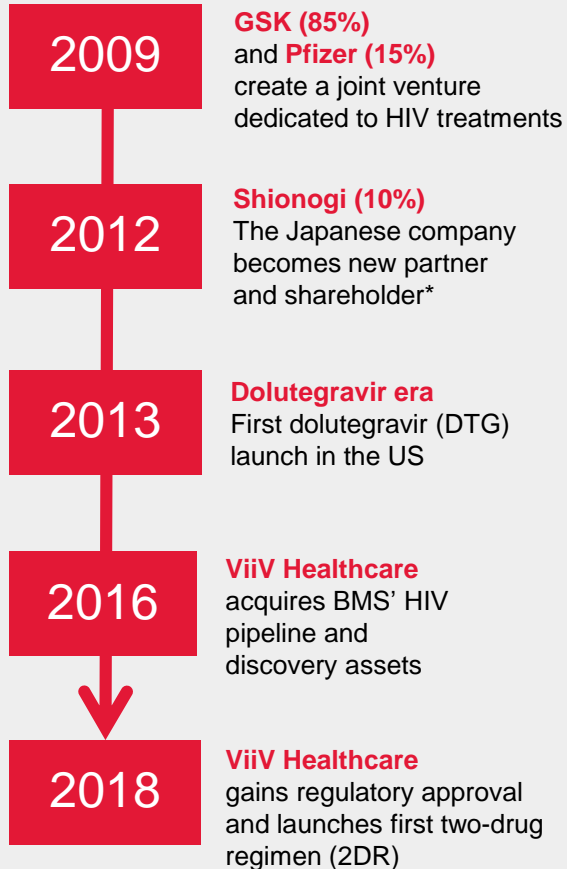 2009
GSK (85%)
and Pfizer (15%)
create a joint venture
dedicated to HIV treatments
2012
Shionogi (10%)
The Japanese company
becomes new partner
and shareholder*
2013
Dolutegravir era
First dolutegravir (DTG)
launch in the US
2016
ViiV Healthcare
acquires BMS’ HIV
pipeline and
discovery assets
2018
ViiV Healthcare
gains regulatory approval
and launches first two-drug
regimen (2DR)